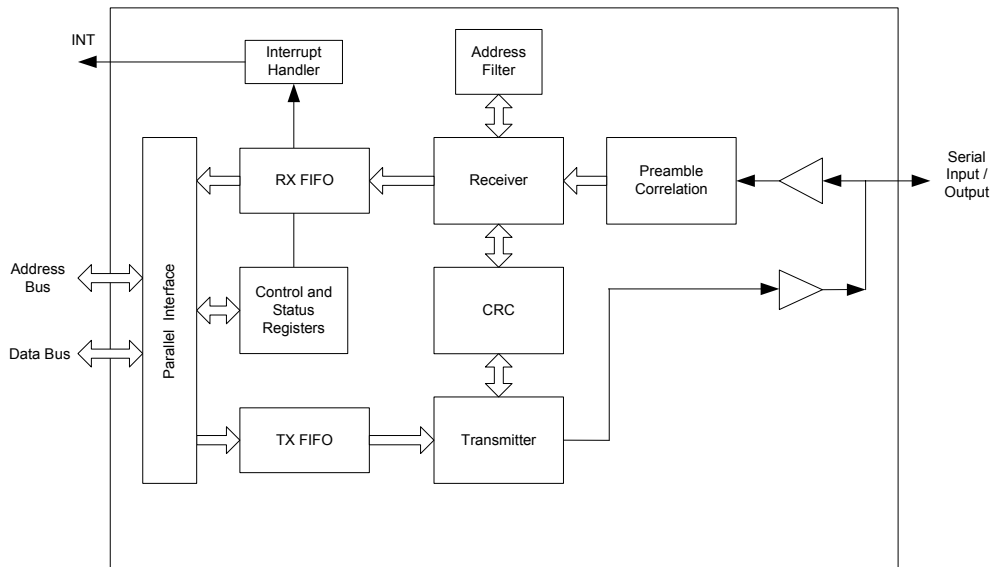 INT
Interrupt
Handler
Address
Filter
RX FIFO
Receiver
Preamble
Correlation
Serial
Input /
Output
Address
Bus
Parallel Interface
Control and
Status
Registers
CRC
Data Bus
TX FIFO
Transmitter